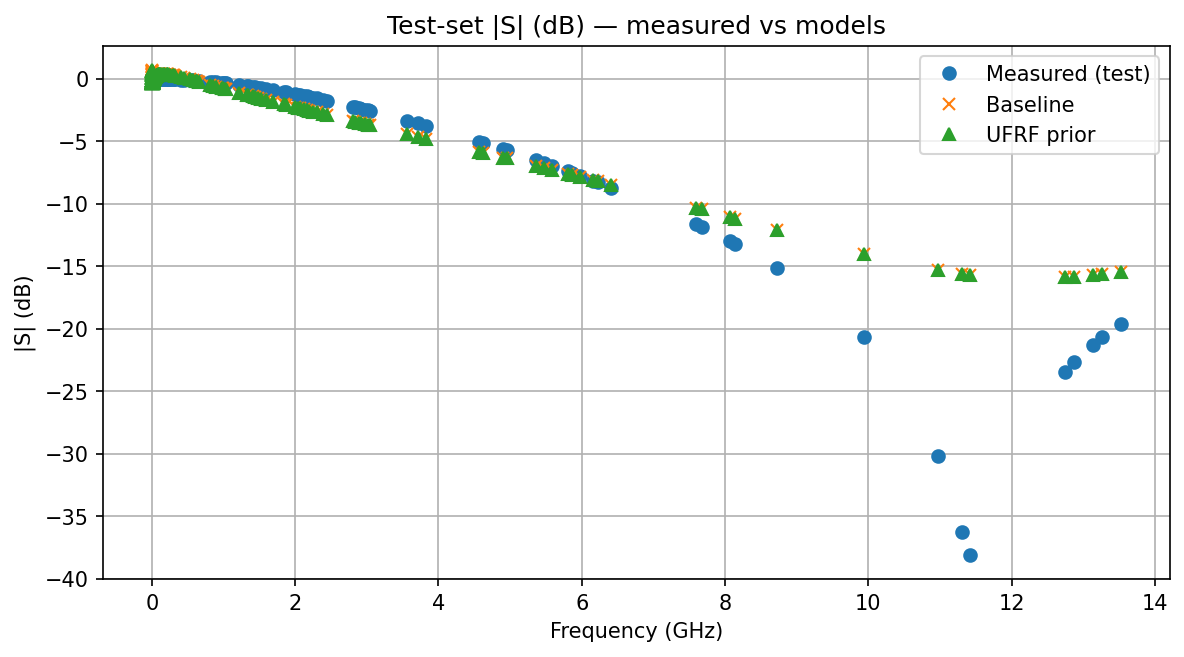 Test-set |S| (dB) — measured vs models
Measured (test)
Baseline
UFRF prior
|S| (dB)
0
−5
−10
−15
−20
−25
−30
−35
−40
0 2 4 6 8 10 12 14
Frequency (GHz)